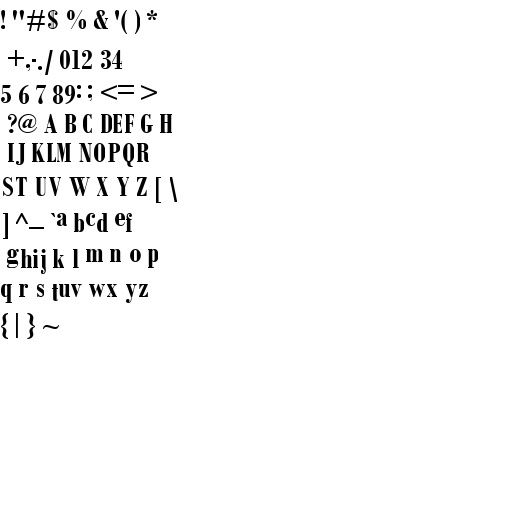 ! "# $ % & '( ) *
+,-./ 012 34
5 6 7 89: ; <= >
?@ A B C DEF G H
IJ KLM NOPQR
ST UV W X Y Z [ \
] ^_ `a bcd ef
ghij k l m n o p
q r s tuv wx yz
{ | } ~